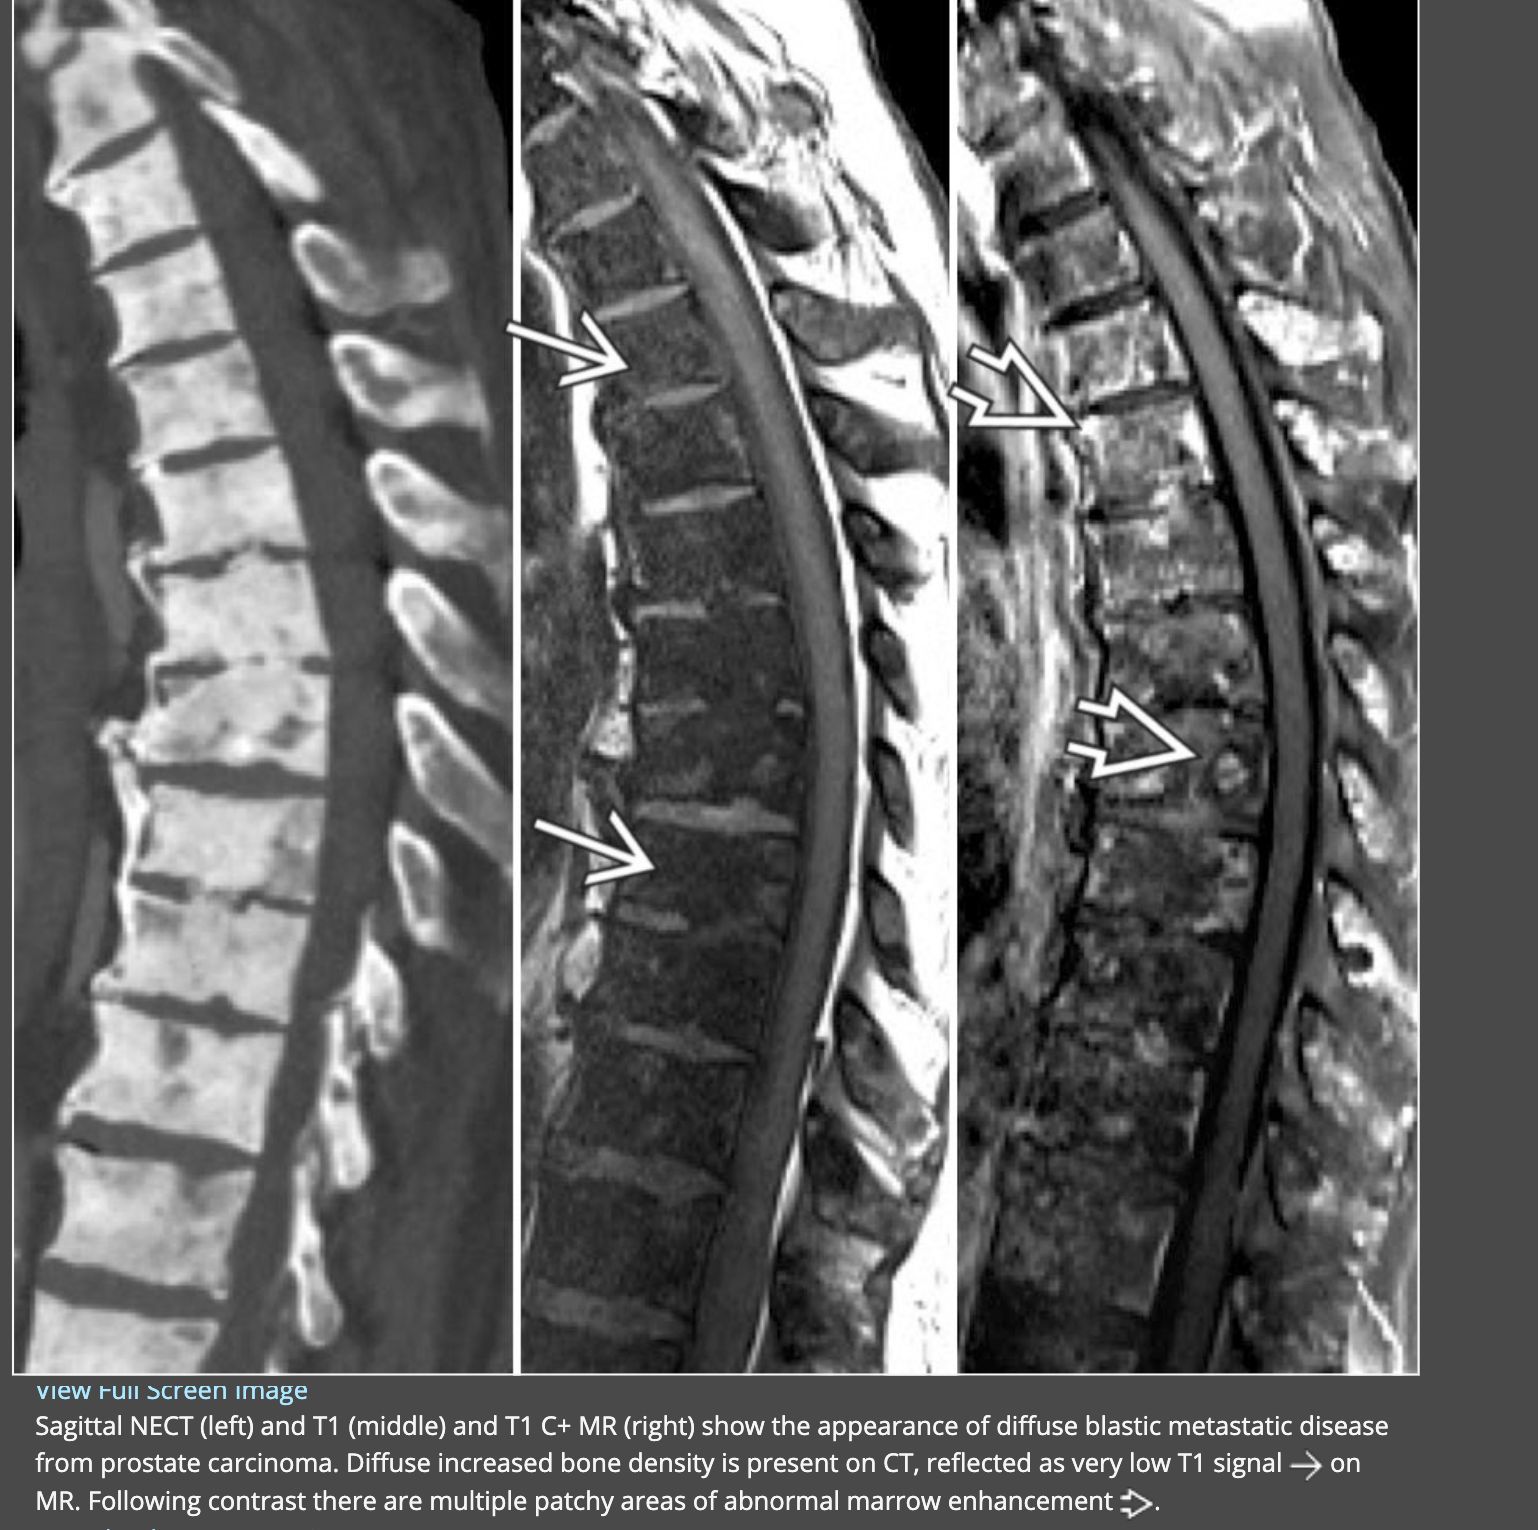 View Full Screen Image
Sagittal NECT (left) and T1 (middle) and T1 C+ MR (right) show the appearance of diffuse blastic metastatic disease
from prostate carcinoma. Diffuse increased bone density is present on CT, reflected as very low T1 signal → on
MR. Following contrast there are multiple patchy areas of abnormal marrow enhancement ⇨.